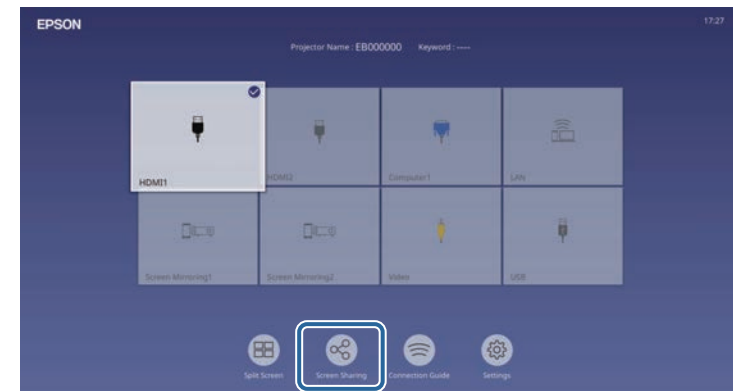 EPSON
17:27
Projector Name : EB000000 Keyword : ----
HDMI1
HDMI2
Computer1
LAN
Screen Mirroring1
Screen Mirroring2
Video
USB
Split Screen
Screen Sharing
Connection Guide
Settings